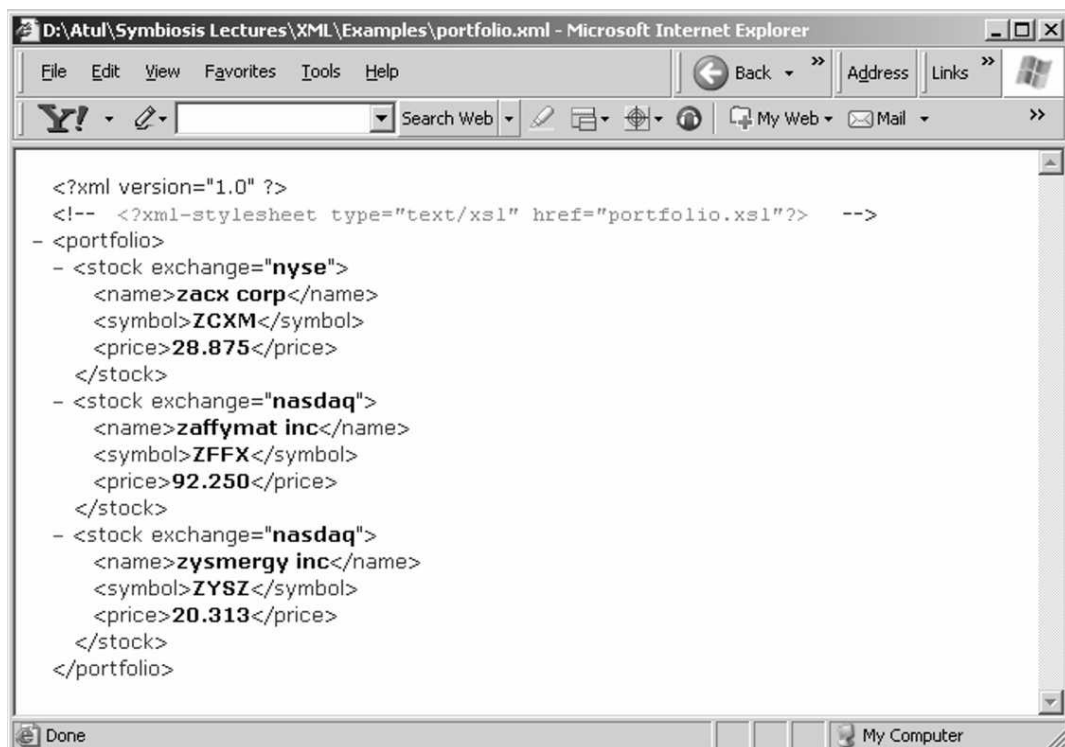 D:\Atul\Symbiosis Lectures\XML\Examples\portfolio.xml - Microsoft Internet Explorer
File Edit View Favorites Tools Help Back » Address Links »
Y! Search Web My Web Mail »
<?xml version="1.0" ?>
<!-- <?xml-stylesheet type="text/xsl" href="portfolio.xsl"?> -->
- <portfolio>
- <stock exchange="nyse">
<name>zacx corp</name>
<symbol>ZCXM</symbol>
<price>28.875</price>
</stock>
- <stock exchange="nasdaq">
<name>zaffymat inc</name>
<symbol>ZFFX</symbol>
<price>92.250</price>
</stock>
- <stock exchange="nasdaq">
<name>zysmergy inc</name>
<symbol>ZYSZ</symbol>
<price>20.313</price>
</stock>
</portfolio>
Done My Computer